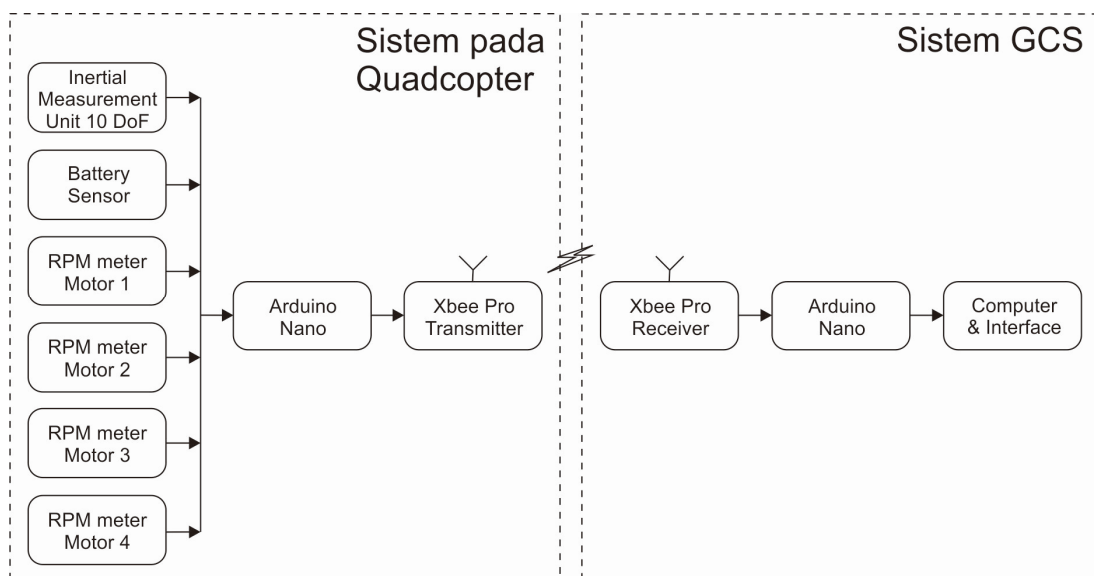 Sistem pada
Quadcopter
Sistem GCS
Inertial
Measurement
Unit 10 DoF
Battery
Sensor
RPM meter
Motor 1
RPM meter
Motor 2
RPM meter
Motor 3
RPM meter
Motor 4
Arduino
Nano
Xbee Pro
Transmitter
Xbee Pro
Receiver
Arduino
Nano
Computer
& Interface